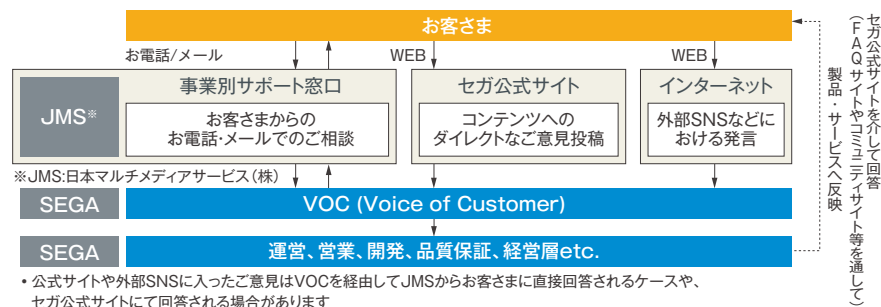 お客さま
お電話/メール
WEB
WEB
JMS※
事業別サポート窓口
お客さまからの
お電話・メールでのご相談
セガ公式サイト
コンテンツへの
ダイレクトなご意見投稿
インターネット
外部SNSなどに
おける発言
※JMS:日本マルチメディアサービス(株)
SEGA
VOC (Voice of Customer)
SEGA
運営、営業、開発、品質保証、経営層etc.
セガ公式サイトを介して回答
(FAQサイトやコミュニティサイト等を通して)
製品・サービスへ反映
・公式サイトや外部SNSに入ったご意見はVOCを経由してJMSからお客さまに直接回答されるケースや、
セガ公式サイトにて回答される場合があります